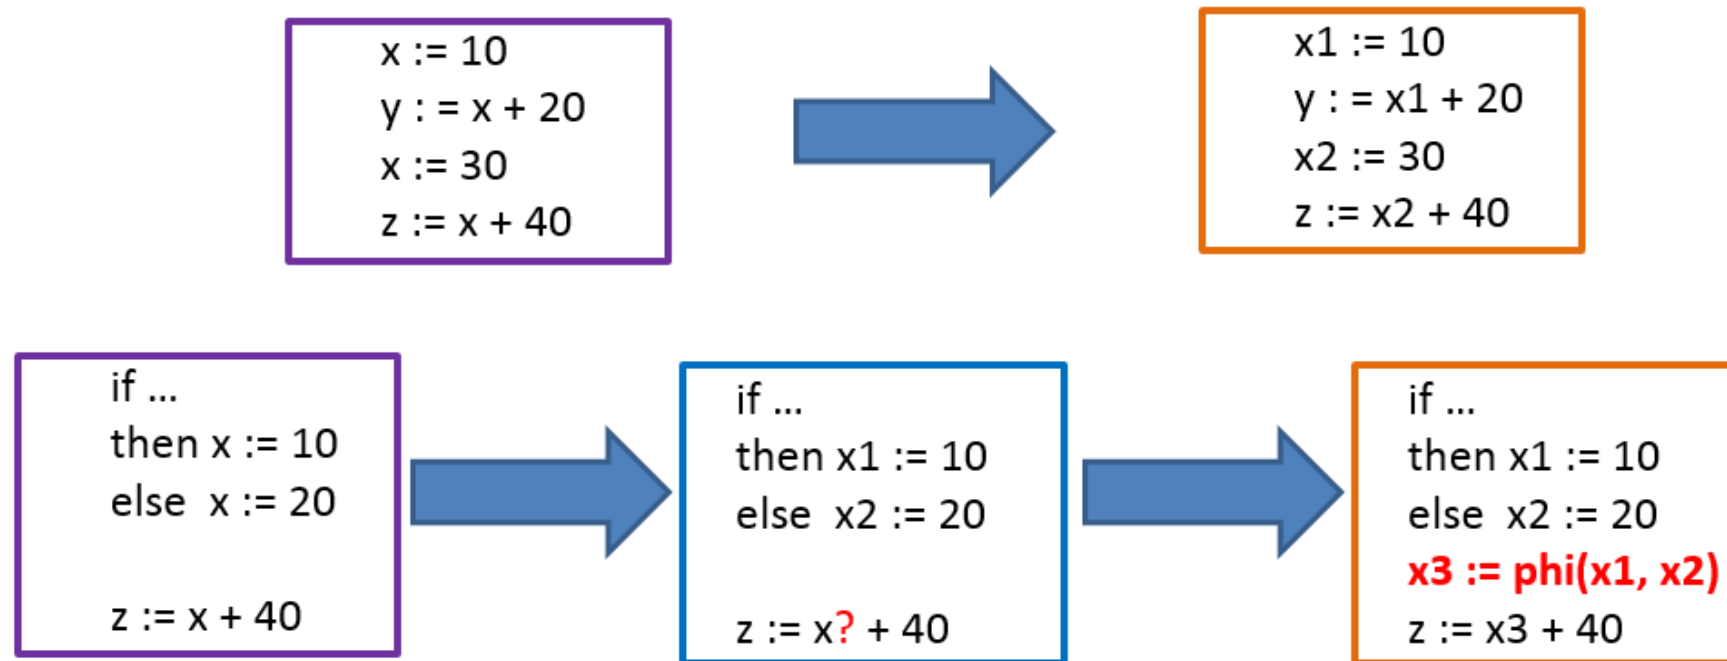 x := 10
y : = x + 20
x := 30
z := x + 40
x1 := 10
y : = x1 + 20
x2 := 30
z := x2 + 40
if ...
then x := 10
else  x := 20
z := x + 40
if ...
then x1 := 10
else  x2 := 20
z := x? + 40
if ...
then x1 := 10
else  x2 := 20
x3 := phi(x1, x2)
z := x3 + 40